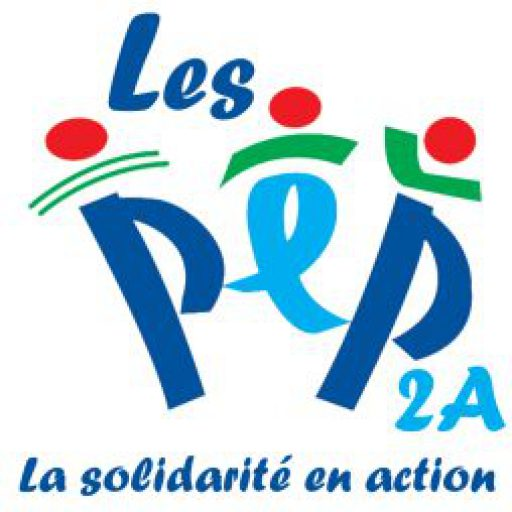 Les
pep
2A
La solidarité en action